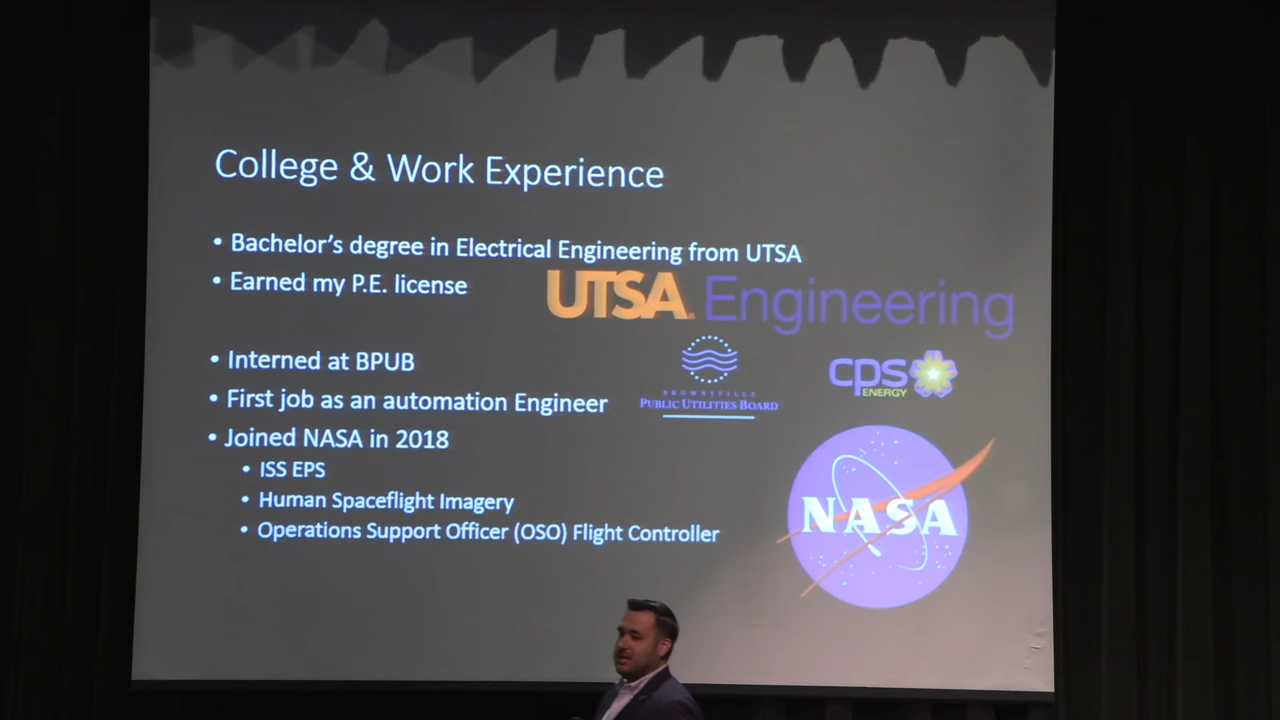 College & Work Experience
• Bachelor's degree in Electrical Engineering from UTSA
• Earned my P.E. license
UTSA. Engineering
• Interned at BPUB
BROWNSVILLE
PUBLIC UTILITIES BOARD
cps
ENERGY
• First job as an automation Engineer
• Joined NASA in 2018
• ISS EPS
• Human Spaceflight Imagery
• Operations Support Officer (OSO) Flight Controller
NASA